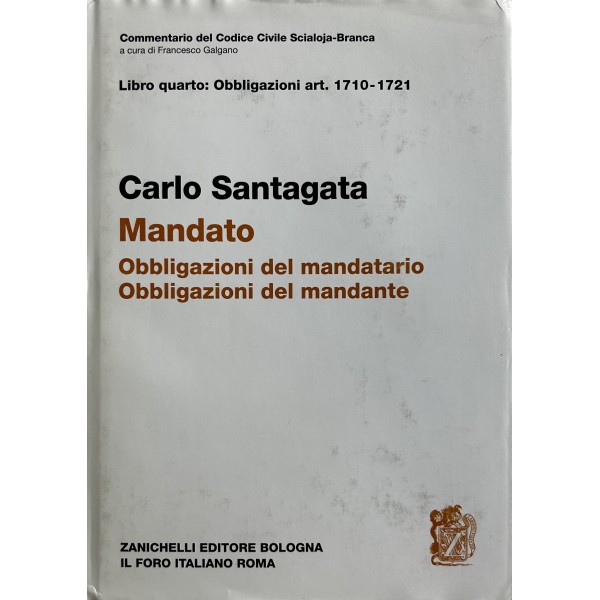 Commentario del Codice Civile Scialoja-Branca
a cura di Francesco Galgano
Libro quarto: Obbligazioni art. 1710-1721
Carlo Santagata
Mandato
Obbligazioni del mandatario
Obbligazioni del mandante
Z
ZANICHELLI EDITORE BOLOGNA
IL FORO ITALIANO ROMA